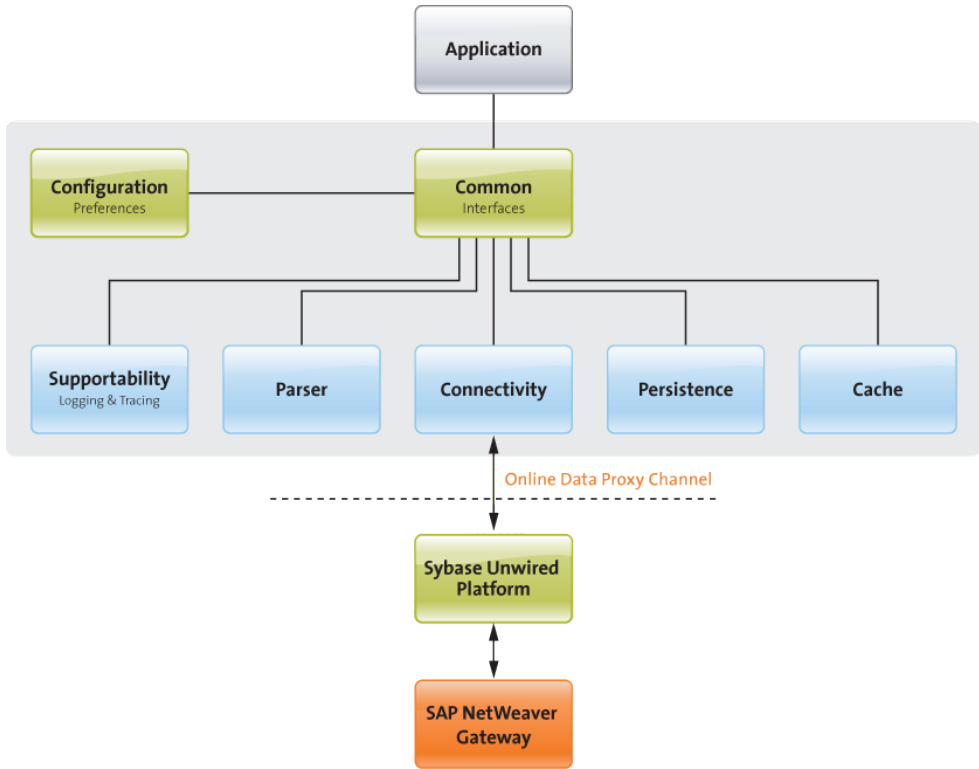 Application
Configuration
Preferences
Common
Interfaces
Supportability
Logging & Tracing
Parser
Connectivity
Persistence
Cache
Online Data Proxy Channel
Sybase Unwired
Platform
SAP NetWeaver
Gateway